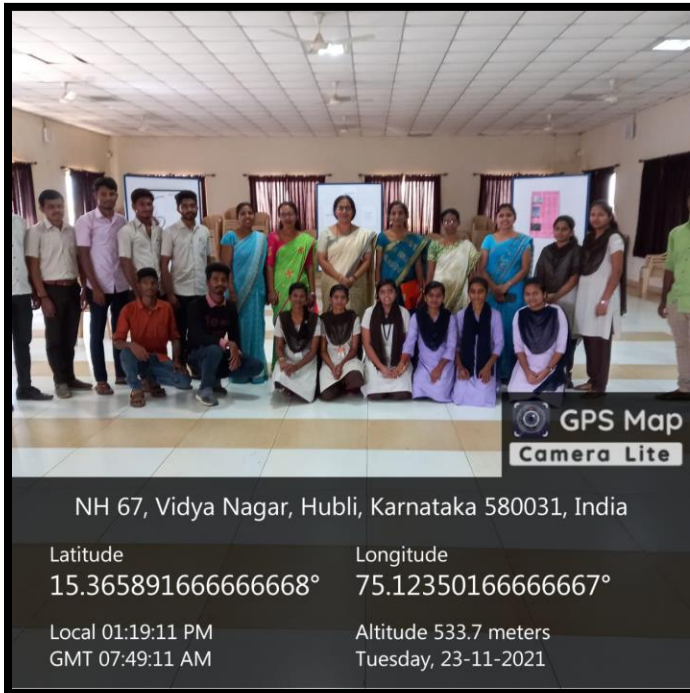 GPS Map
Camera Lite
NH 67, Vidya Nagar, Hubli, Karnataka 580031, India
Latitude
15.365891666666668°
Longitude
75.12350166666667°
Local 01:19:11 PM
GMT 07:49:11 AM
Altitude 533.7 meters
Tuesday, 23-11-2021